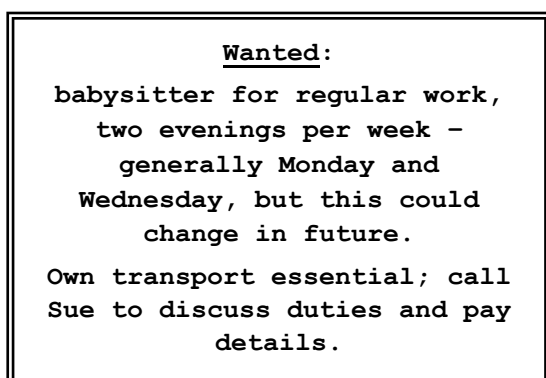 Wanted:
babysitter for regular work,
two evenings per week –
generally Monday and
Wednesday, but this could
change in future.
Own transport essential; call
Sue to discuss duties and pay
details.